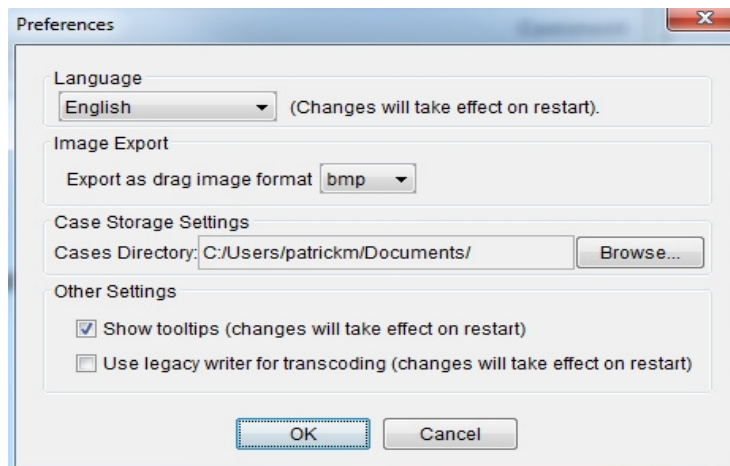 Preferences
Language
English (Changes will take effect on restart).
Image Export
Export as drag image format bmp
Case Storage Settings
Cases Directory: C:/Users/patrickm/Documents/ Browse...
Other Settings
Show tooltips (changes will take effect on restart)
Use legacy writer for transcoding (changes will take effect on restart)
OK Cancel